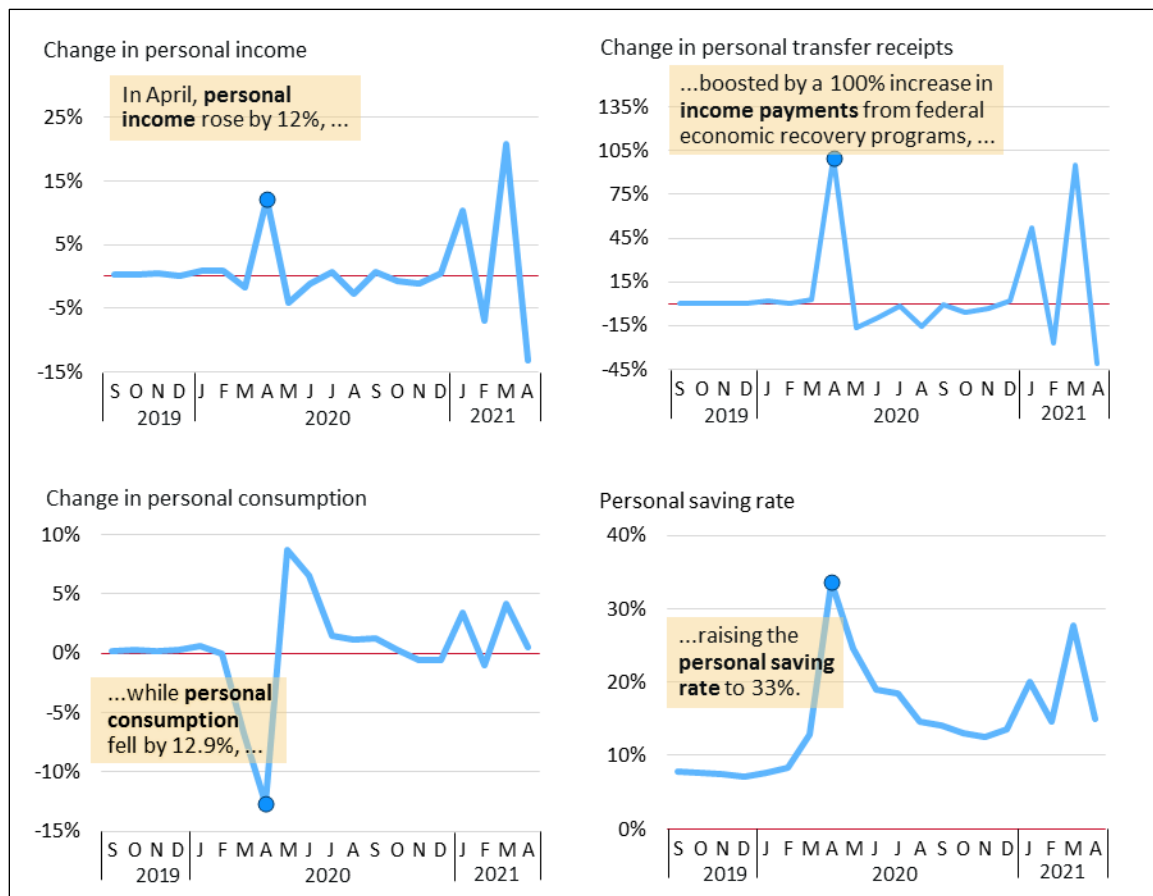 Change in personal income
In April, personal
income rose by 12%, ...
25%
15%
5%
-5%
-15%
S O N D J F M A M J J A S O N D J F M A
2019 2020 2021
Change in personal transfer receipts
...boosted by a 100% increase in
income payments from federal
economic recovery programs, ...
135%
105%
75%
45%
15%
-15%
-45%
S O N D J F M A M J J A S O N D J F M A
2019 2020 2021
Change in personal consumption
10%
5%
0%
...while personal
consumption
fell by 12.9%, ...
-5%
-10%
-15%
S O N D J F M A M J J A S O N D J F M A
2019 2020 2021
Personal saving rate
40%
30%
...raising the
personal saving
rate to 33%.
20%
10%
0%
S O N D J F M A M J J A S O N D J F M A
2019 2020 2021